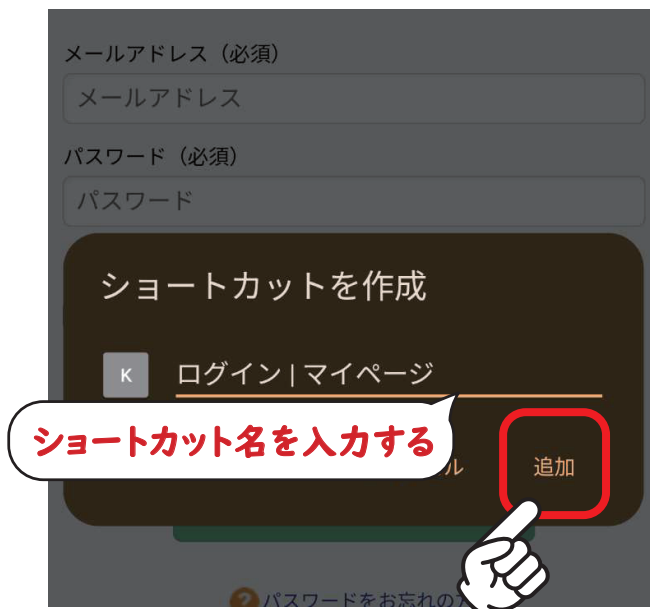 メールアドレス（必須）
メールアドレス
パスワード（必須）
パスワード
ショートカットを作成
K
ログイン | マイページ
ショートカット名を入力する
ル
追加
パスワードをお忘れの